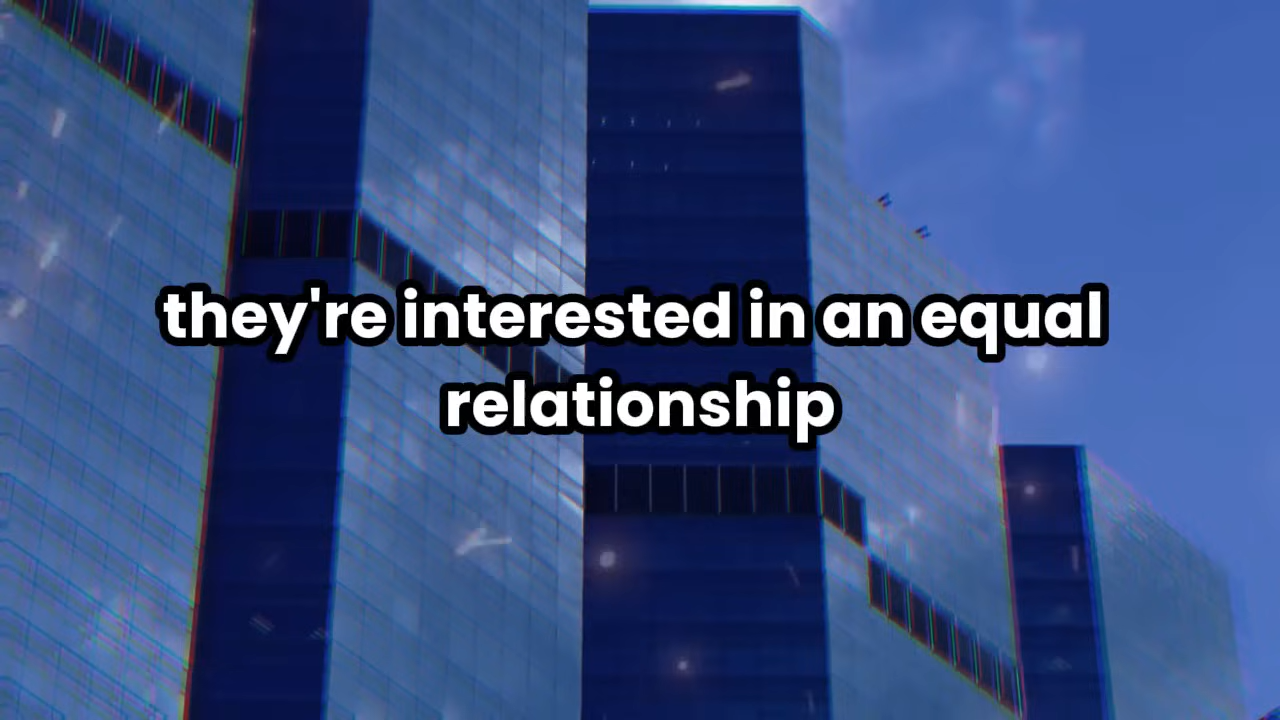 they're interested in an equal
relationship